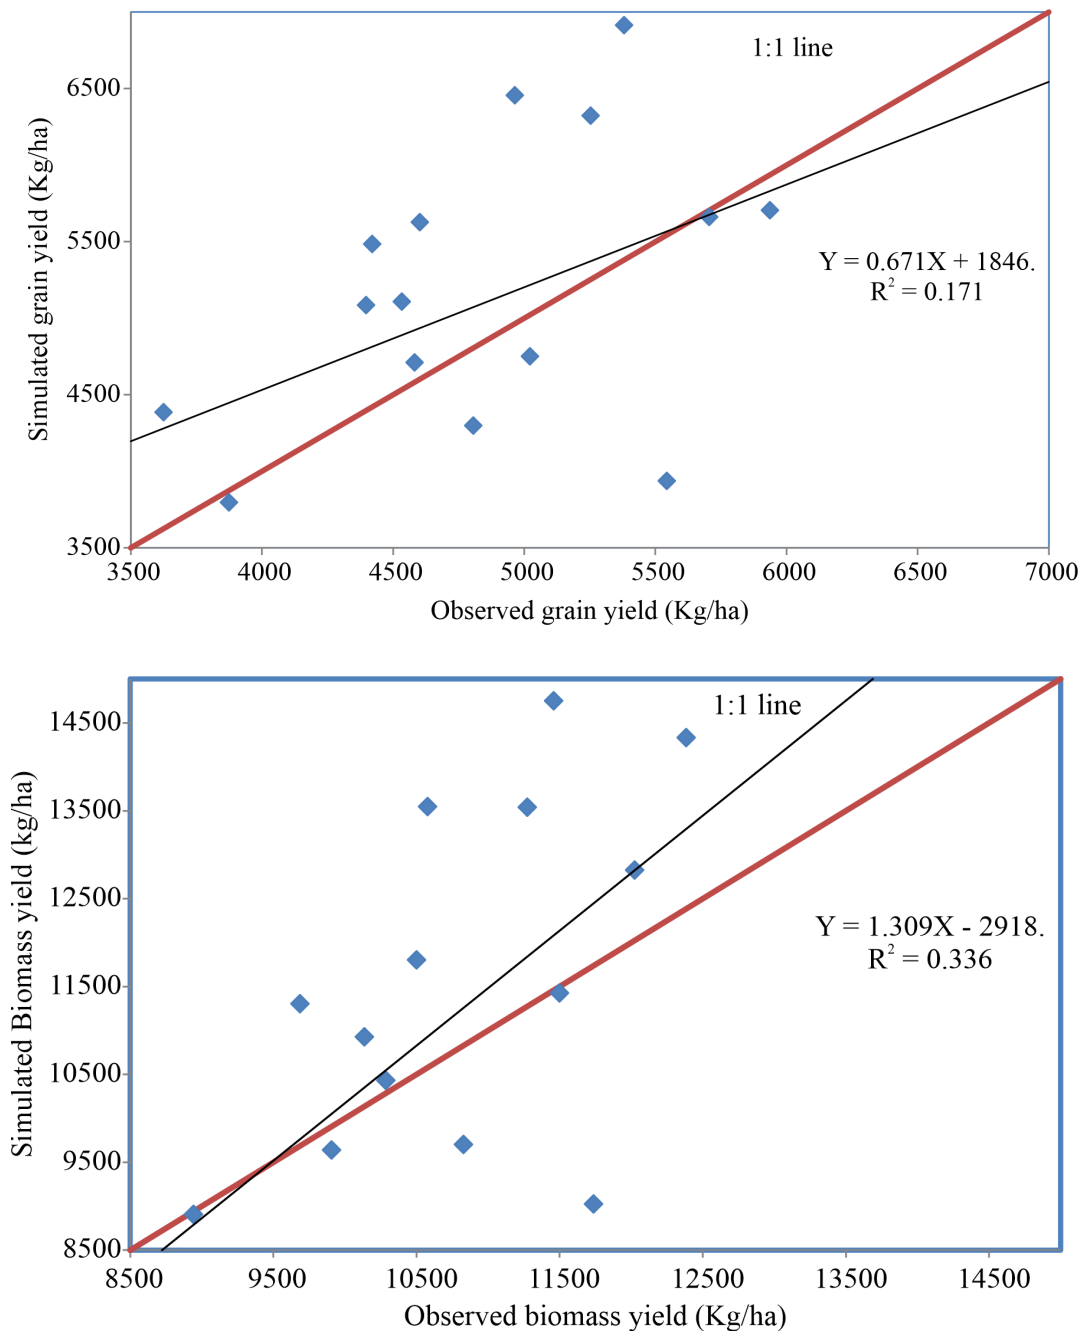 1:1 line
6500
5500
4500
3500
Simulated grain yield (Kg/ha)
Y = 0.671X + 1846.
R² = 0.171
3500 4000 4500 5000 5500 6000 6500 7000
Observed grain yield (Kg/ha)
1:1 line
14500
13500
12500
11500
10500
9500
8500
Simulated Biomass yield (kg/ha)
Y = 1.309X - 2918.
R² = 0.336
8500 9500 10500 11500 12500 13500 14500
Observed biomass yield (Kg/ha)